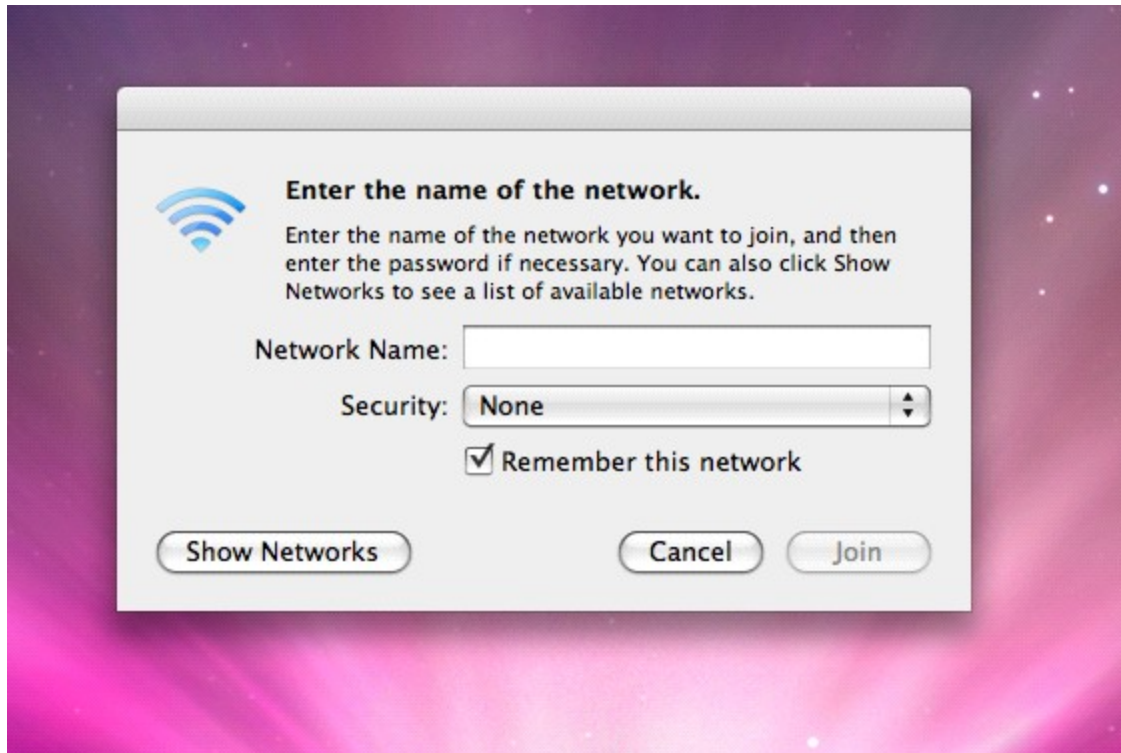 Enter the name of the network.
Enter the name of the network you want to join, and then
enter the password if necessary. You can also click Show
Networks to see a list of available networks.
Network Name:
Security: None
Remember this network
Show Networks Cancel Join